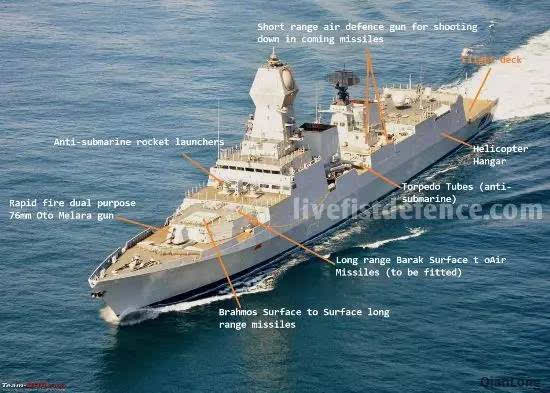 Short range air defence gun for shooting
down in coming missiles
deck
Anti-submarine rocket launchers
Helicopter
Hangar
Torpedo Tubes (anti-
submarine)
Rapid fire dual purpose
76mm Oto Melara gun
livefistdefence.com
Long range Barak Surface t oAir
Missiles (to be fitted)
Brahmos Surface to Surface long
range missiles
QianLong